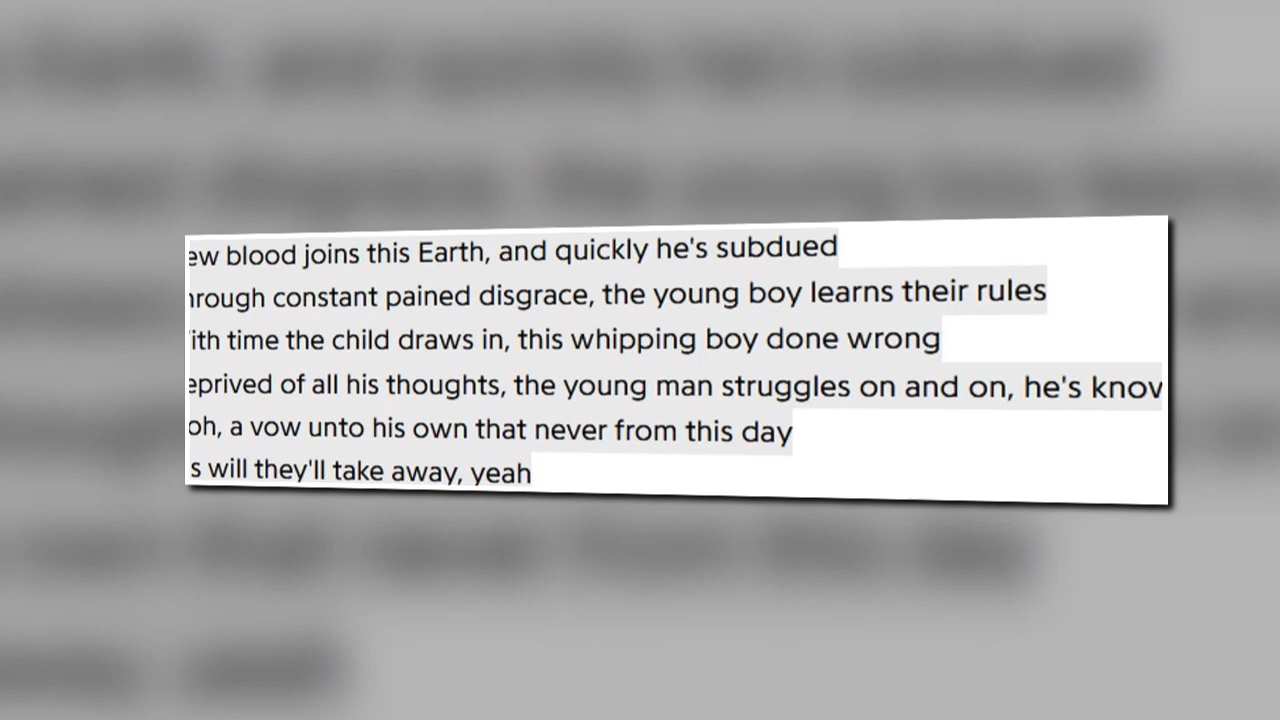 ew blood joins this Earth, and quickly he's subdued
rough constant pained disgrace, the young boy learns their rules
ith time the child draws in, this whipping boy done wrong
eprived of all his thoughts, the young man struggles on and on, he's know
oh, a vow unto his own that never from this day
s will they'll take away, yeah